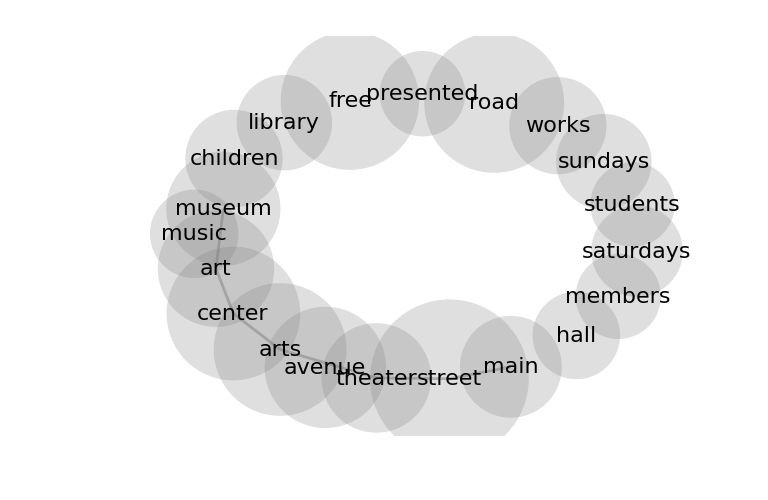 presented
free
road
library
works
children
sundays
museum
students
music
saturdays
art
members
center
hall
arts
avenue
main
theater
street